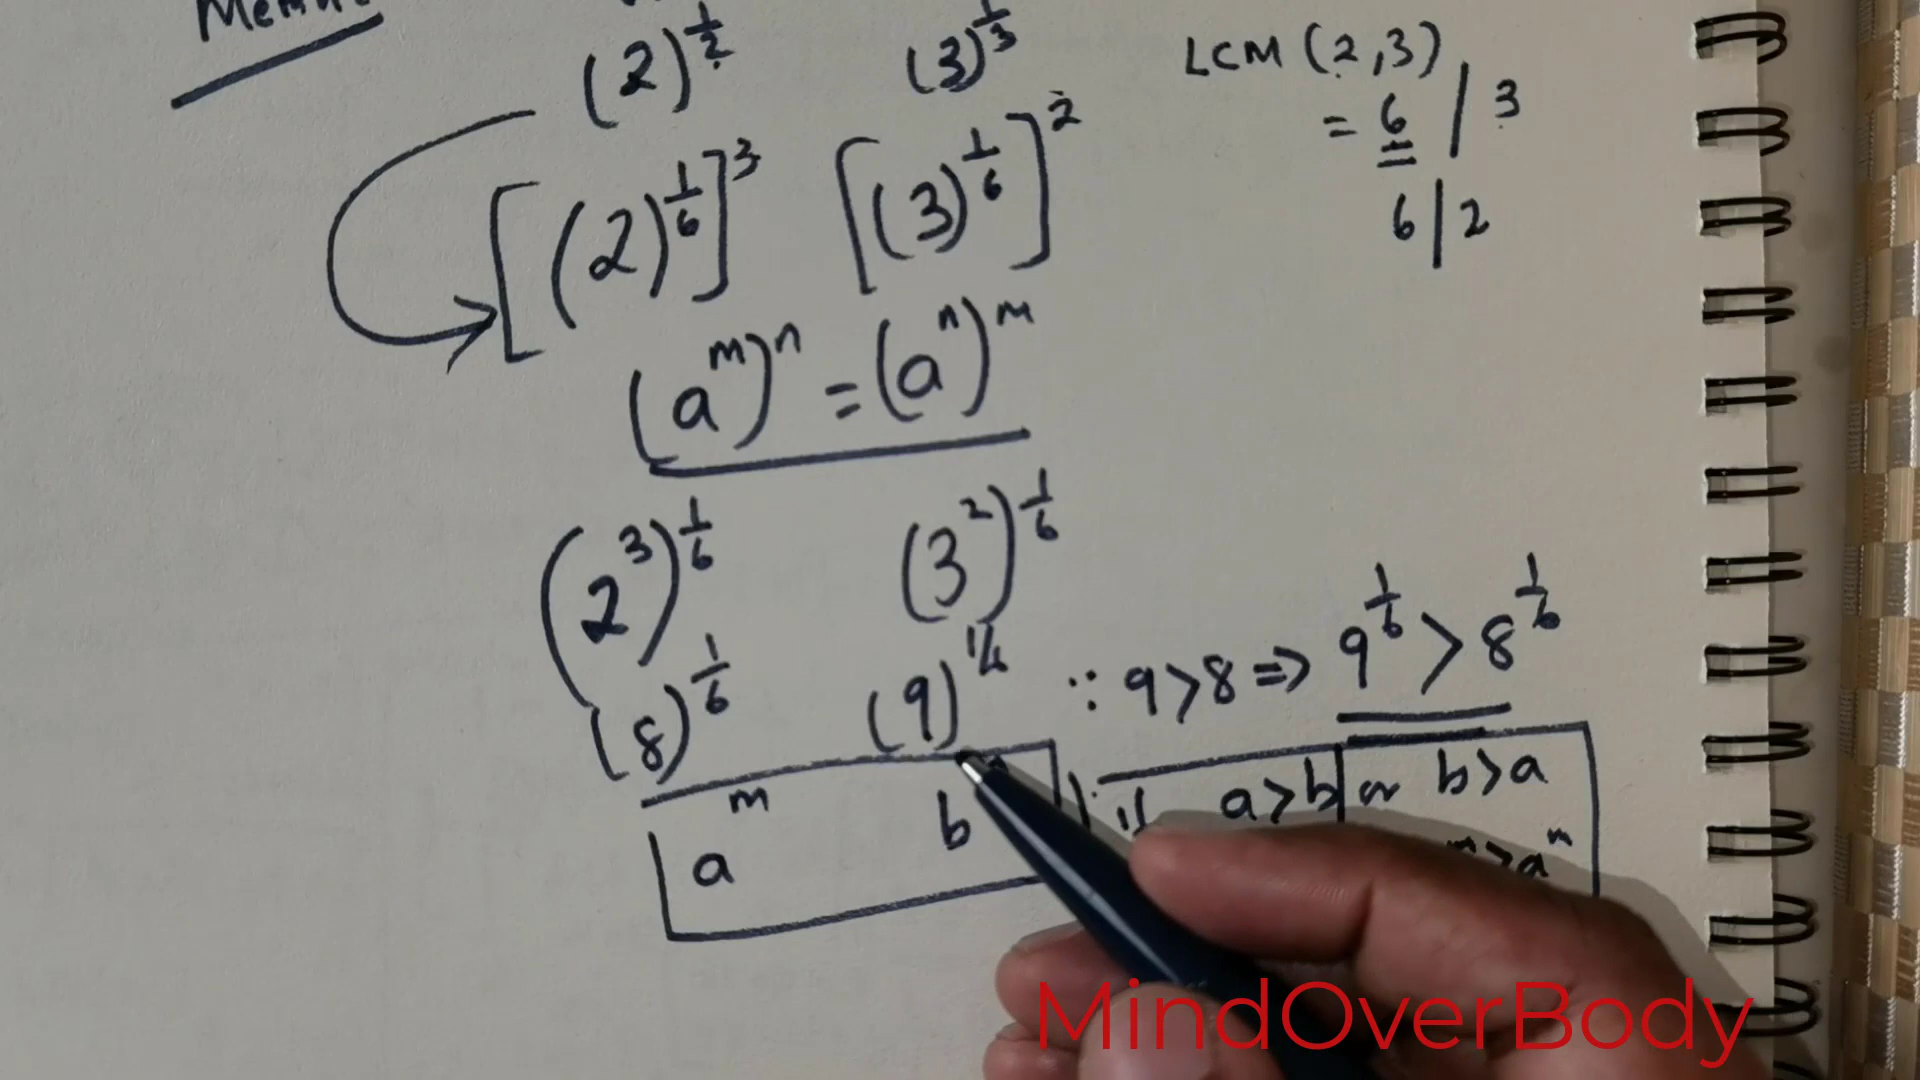 (2)^1/2 (3)^1/3 LCM (2,3)
= 6 / 3
[(2)^1/6]^3 [(3)^1/6]^2 6 | 2
(a^m)^n = (a^n)^m
(2^3)^1/6 (3^2)^1/6
(8)^1/6 (9)^1/6 ∵ 9>8 => 9^1/6 > 8^1/6
a^m b if a>b or b>a
>a^m
MindOverBody